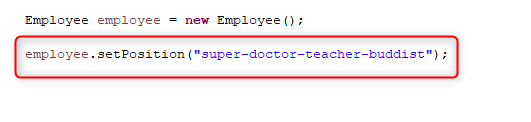 Employee employee = new Employee();
employee.setPosition("super-doctor-teacher-buddist");